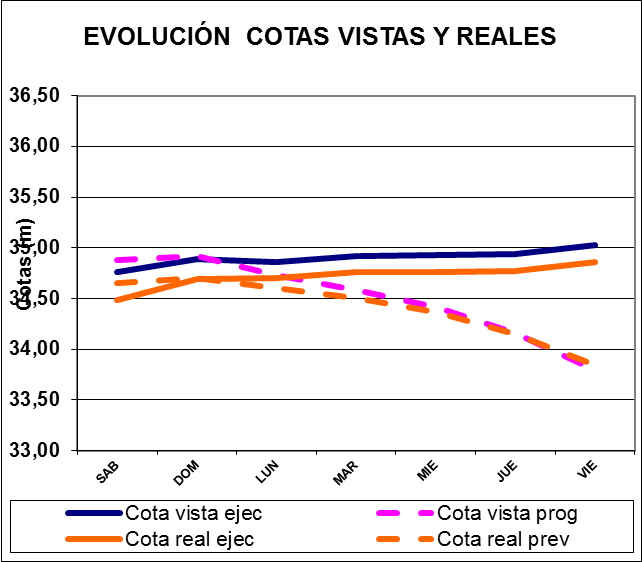 EVOLUCIÓN COTAS VISTAS Y REALES
36,50
36,00
35,50
35,00
34,50
34,00
33,50
33,00
Cotas (m)
SAB DOM LUN MAR MIE JUE VIE
Cota vista ejec Cota vista prog
Cota real ejec Cota real prev